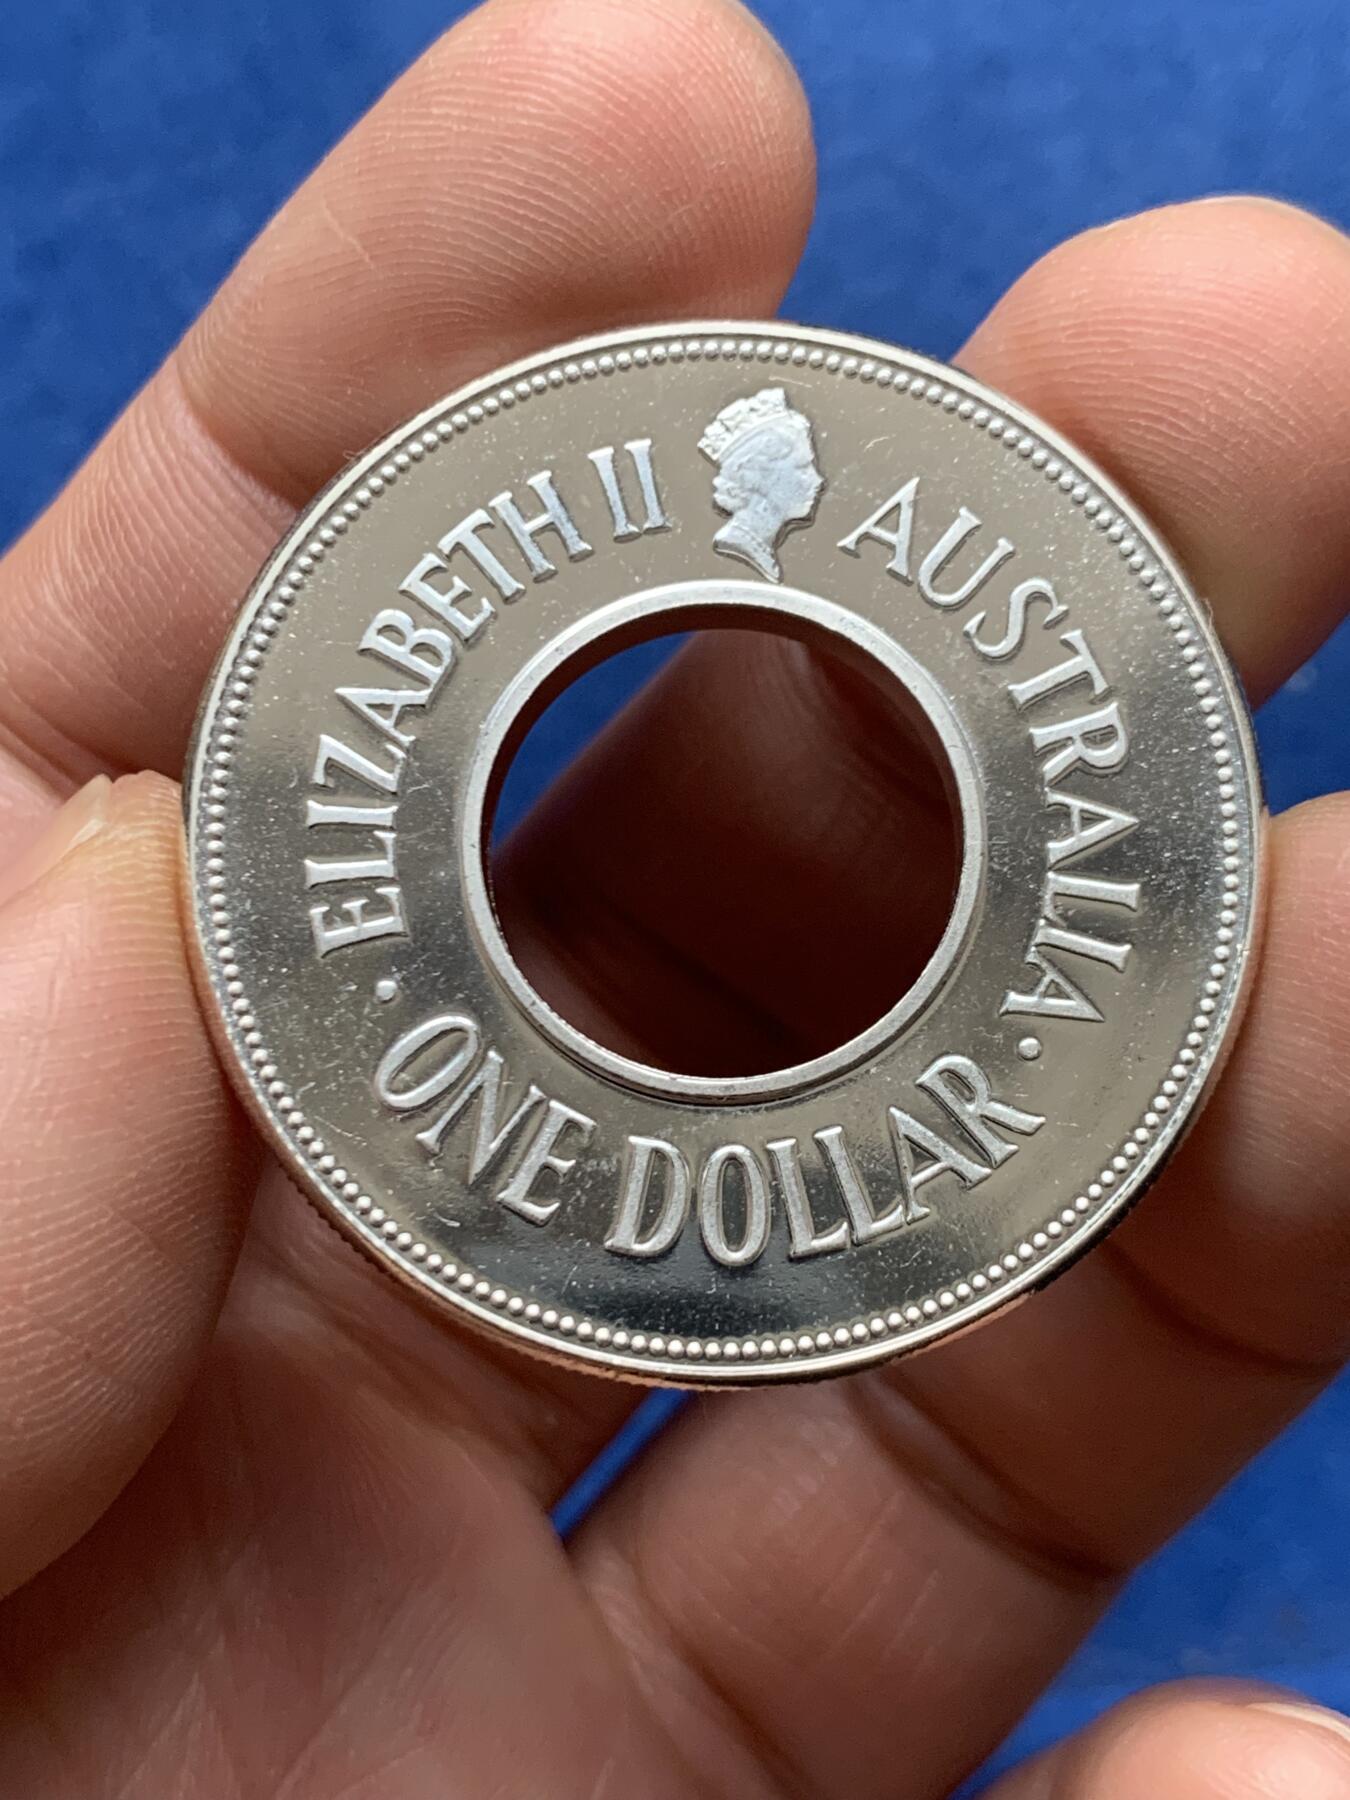 ELIZABETH II AUSTRALIA
· ONE DOLLAR ·